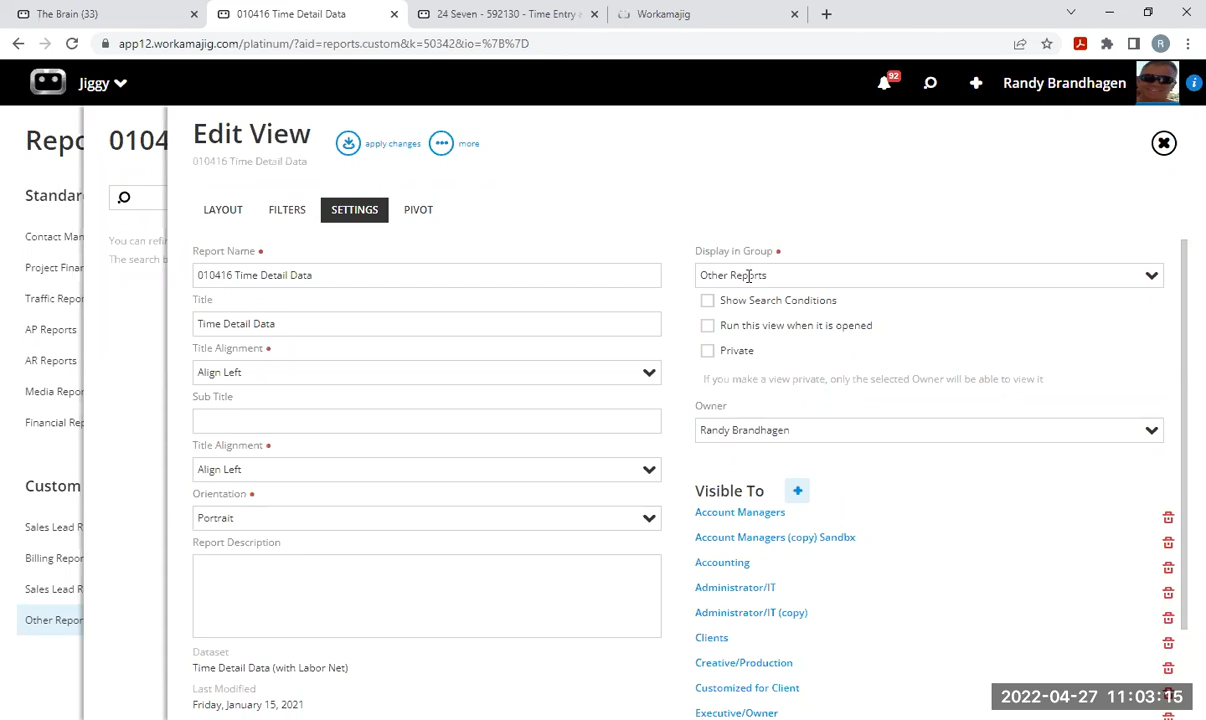 The Brain (33)
010416 Time Detail Data
24 Seven - 592130 - Time Entry
Workamajig
app12.workamajig.com/platinum/?aid=reports.custom&k=50342&io=%7B%7D
R
Jiggy
92
Randy Brandhagen
i
Repo
0104
Edit View
apply changes
more
010416 Time Detail Data
Standar
LAYOUT
FILTERS
SETTINGS
PIVOT
Contact Man
Project Finan
Traffic Repor
AP Reports
AR Reports
Media Repor
Financial Rep
Custom
Sales Lead R
Billing Repor
Sales Lead R
Other Repor
You can refi
The search b
Report Name
010416 Time Detail Data
Title
Time Detail Data
Title Alignment
Align Left
Sub Title
Title Alignment
Align Left
Orientation
Portrait
Report Description
Dataset
Time Detail Data (with Labor Net)
Last Modified
Friday, January 15, 2021
Display in Group
Other Reports
Show Search Conditions
Run this view when it is opened
Private
If you make a view private, only the selected Owner will be able to view it
Owner
Randy Brandhagen
Visible To
Account Managers
Account Managers (copy) Sandbx
Accounting
Administrator/IT
Administrator/IT (copy)
Clients
Creative/Production
Customized for Client
Executive/Owner
2022-04-27 11:03:15